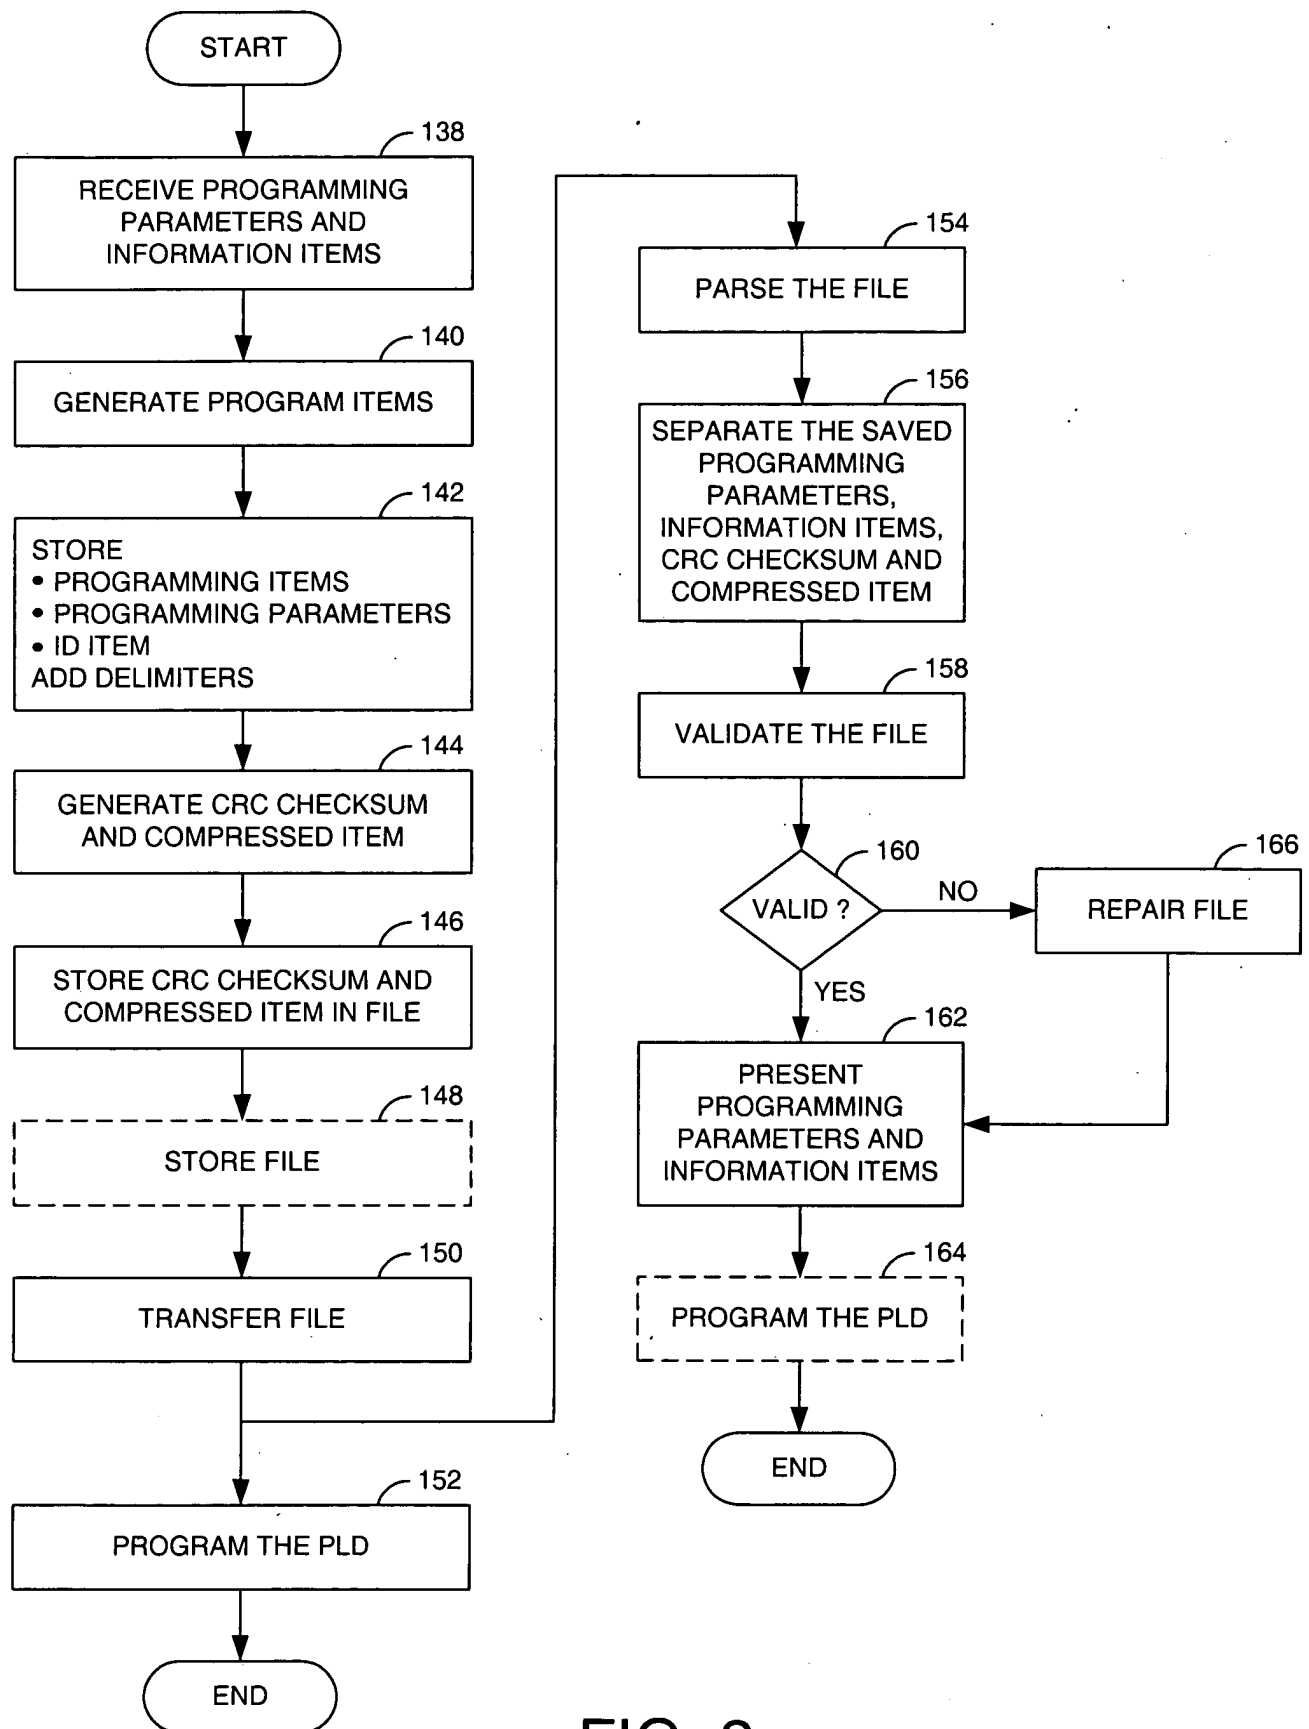 START
138
RECEIVE PROGRAMMING
PARAMETERS AND
INFORMATION ITEMS
140
GENERATE PROGRAM ITEMS
142
STORE
• PROGRAMMING ITEMS
• PROGRAMMING PARAMETERS
• ID ITEM
ADD DELIMITERS
144
GENERATE CRC CHECKSUM
AND COMPRESSED ITEM
146
STORE CRC CHECKSUM AND
COMPRESSED ITEM IN FILE
148
STORE FILE
150
TRANSFER FILE
152
PROGRAM THE PLD
END
154
PARSE THE FILE
156
SEPARATE THE SAVED
PROGRAMMING
PARAMETERS,
INFORMATION ITEMS,
CRC CHECKSUM AND
COMPRESSED ITEM
158
VALIDATE THE FILE
160
VALID ?
NO
166
REPAIR FILE
YES
162
PRESENT
PROGRAMMING
PARAMETERS AND
INFORMATION ITEMS
164
PROGRAM THE PLD
END
FIG.